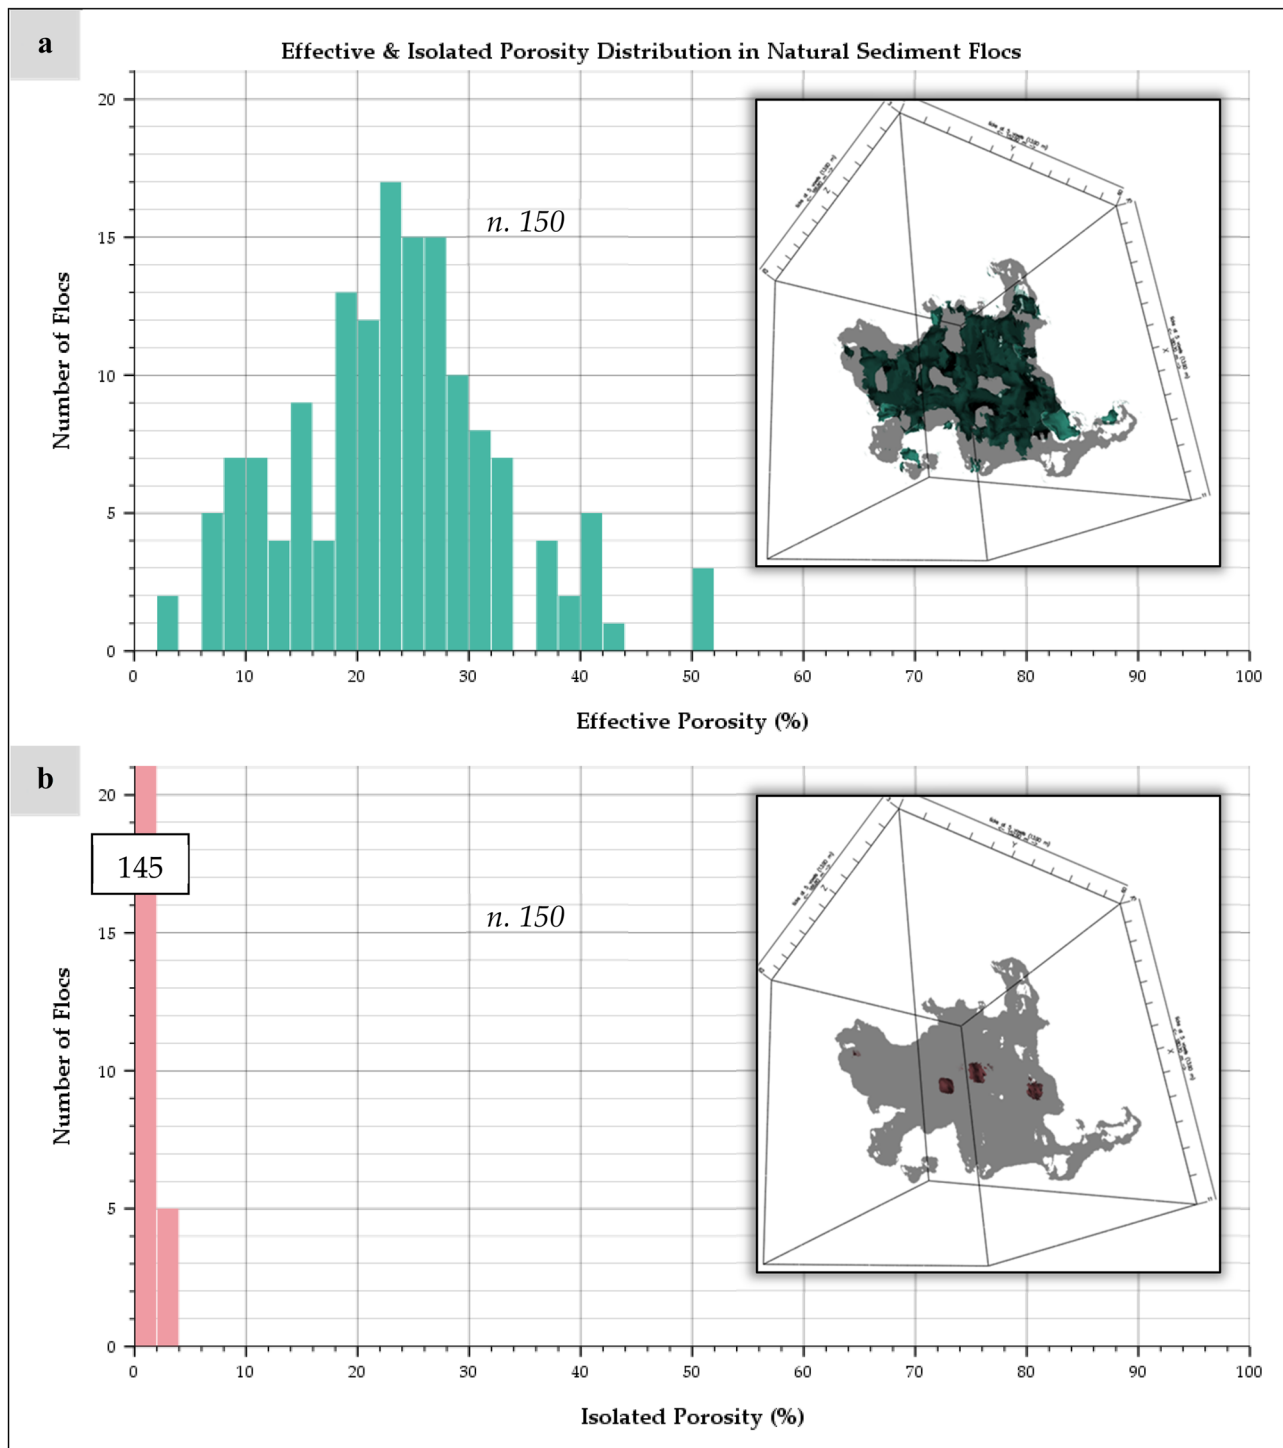 a
Effective & Isolated Porosity Distribution in Natural Sediment Flocs
20
15
10
5
0
Number of Flocs
n. 150
Z
Y
X
0 10 20 30 40 50 60 70 80 90 100
Effective Porosity (%)
b
20
15
10
5
0
Number of Flocs
145
n. 150
Z
Y
X
0 10 20 30 40 50 60 70 80 90 100
Isolated Porosity (%)